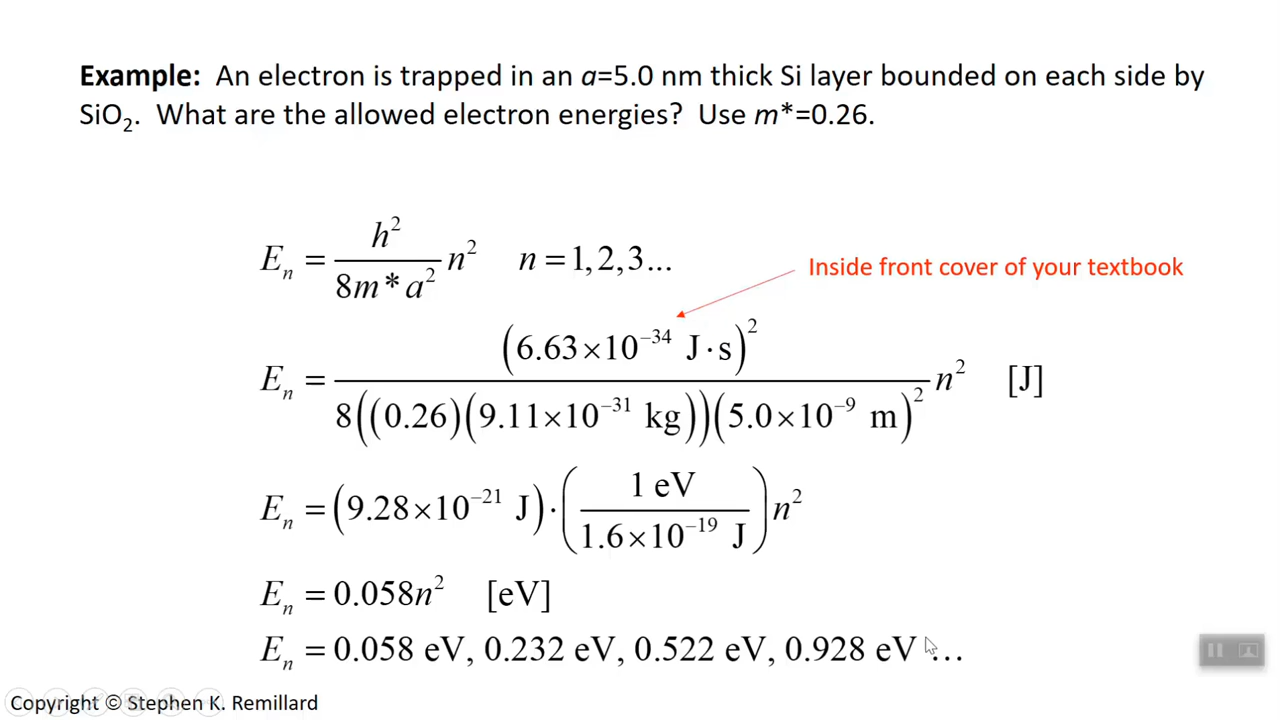 Example: An electron is trapped in an a=5.0 nm thick Si layer bounded on each side by
SiO₂. What are the allowed electron energies? Use m*=0.26.
Eₙ = h² / 8m*a² n² n = 1, 2, 3...
Inside front cover of your textbook
Eₙ = (6.63×10⁻³⁴ J·s)² / 8((0.26)(9.11×10⁻³¹ kg))(5.0×10⁻⁹ m)² n² [J]
Eₙ = (9.28×10⁻²¹ J)·(1 eV / 1.6×10⁻¹⁹ J)n²
Eₙ = 0.058n² [eV]
Eₙ = 0.058 eV, 0.232 eV, 0.522 eV, 0.928 eV ...
Copyright © Stephen K. Remillard